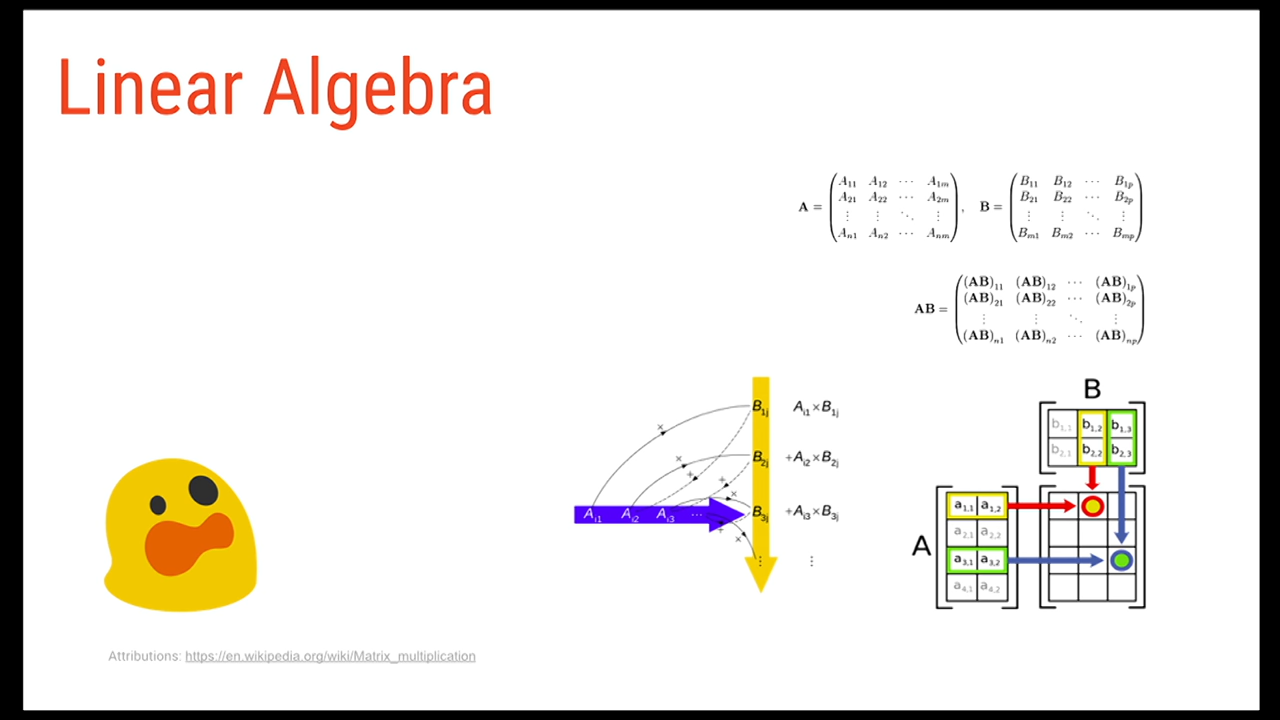 Linear Algebra
A = ( A11 A12 ⋯ A1m
A21 A22 ⋯ A2m
⋮ ⋮ ⋱ ⋮
An1 An2 ⋯ Anm ),
B = ( B11 B12 ⋯ B1p
B21 B22 ⋯ B2p
⋮ ⋮ ⋱ ⋮
Bm1 Bm2 ⋯ Bmp )
AB = ( (AB)11 (AB)12 ⋯ (AB)1p
(AB)21 (AB)22 ⋯ (AB)2p
⋮ ⋮ ⋱ ⋮
(AB)n1 (AB)n2 ⋯ (AB)np )
B1j Ai1×B1j
B2j +Ai2×B2j
Ai1 Ai2 Ai3 ⋯ B3j +Ai3×B3j
⋮ ⋮
× × + + × + ×
B
b1,1 b1,2 b1,3
b2,1 b2,2 b2,3
A
a1,1 a1,2
a2,1 a2,2
a3,1 a3,2
a4,1 a4,2
Attributions: https://en.wikipedia.org/wiki/Matrix_multiplication